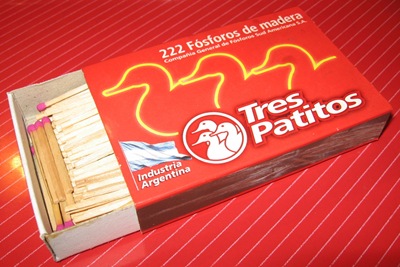 222 Fósforos de madera
Compañía General de Fósforos Sud Americana S.A.
Tres
Patitos
Industria
Argentina